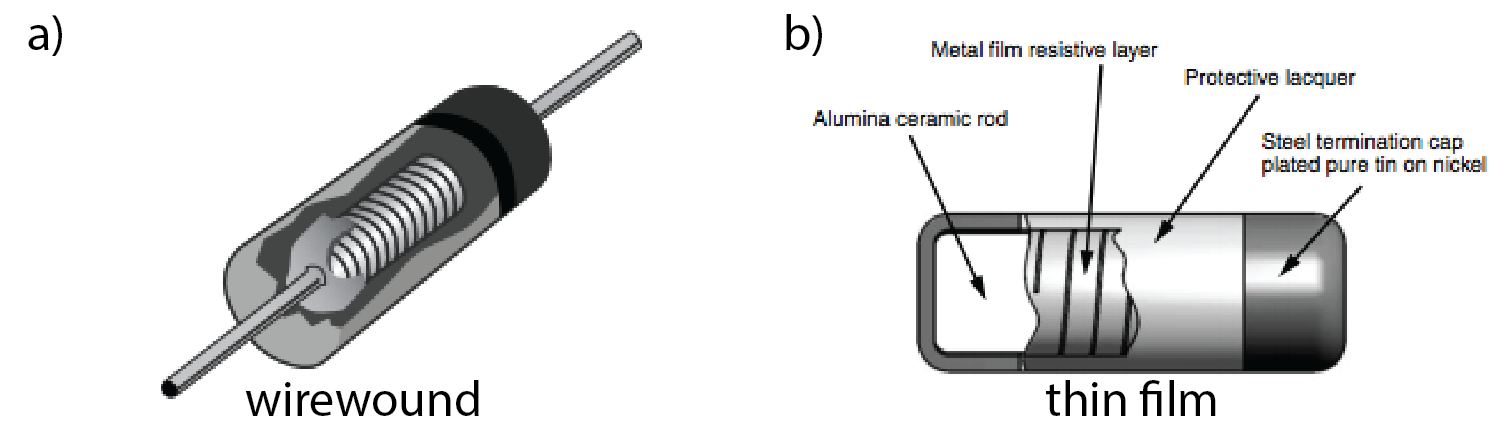 a)
wirewound
b)
Metal film resistive layer
Protective lacquer
Alumina ceramic rod
Steel termination cap
plated pure tin on nickel
thin film